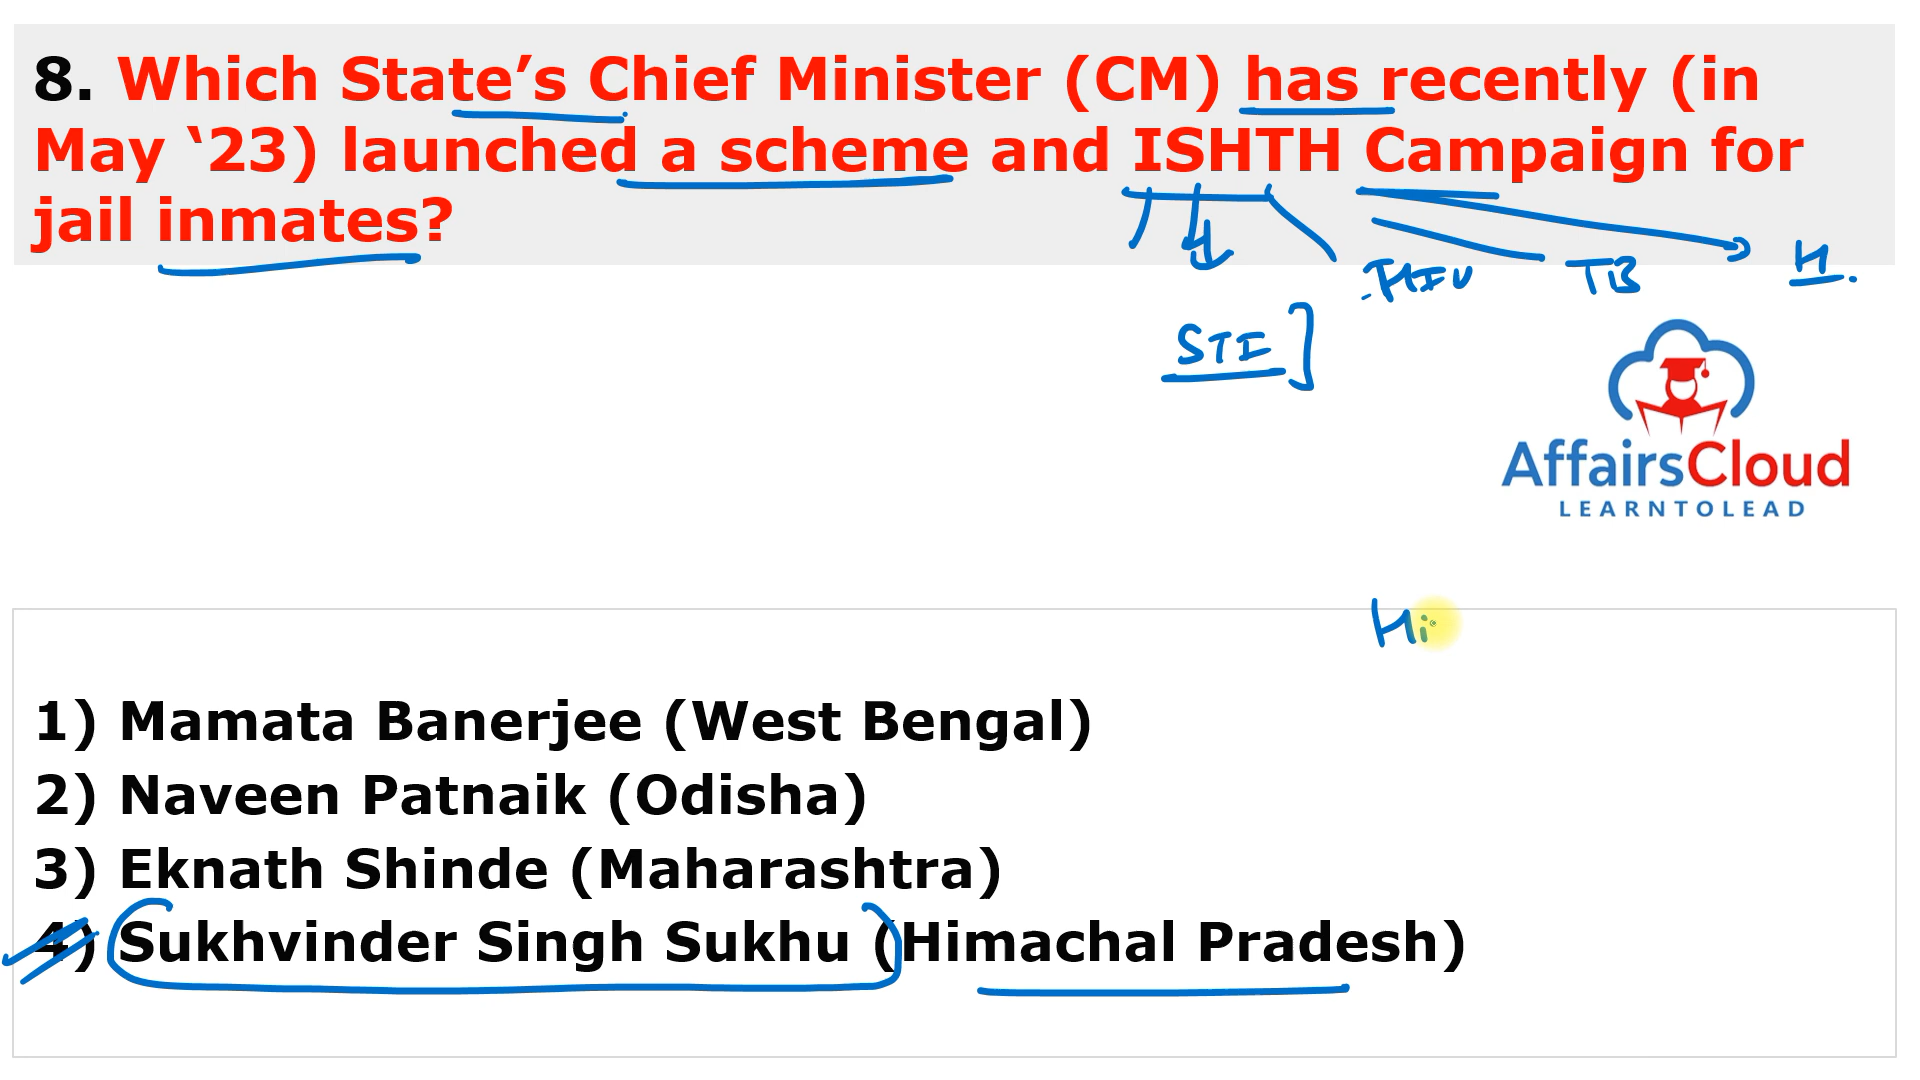 8. Which State’s Chief Minister (CM) has recently (in
May ‘23) launched a scheme and ISHTH Campaign for
jail inmates?
HIV TB H.
STI
AffairsCloud
LEARNTOLEAD
Hi
1) Mamata Banerjee (West Bengal)
2) Naveen Patnaik (Odisha)
3) Eknath Shinde (Maharashtra)
4) Sukhvinder Singh Sukhu (Himachal Pradesh)